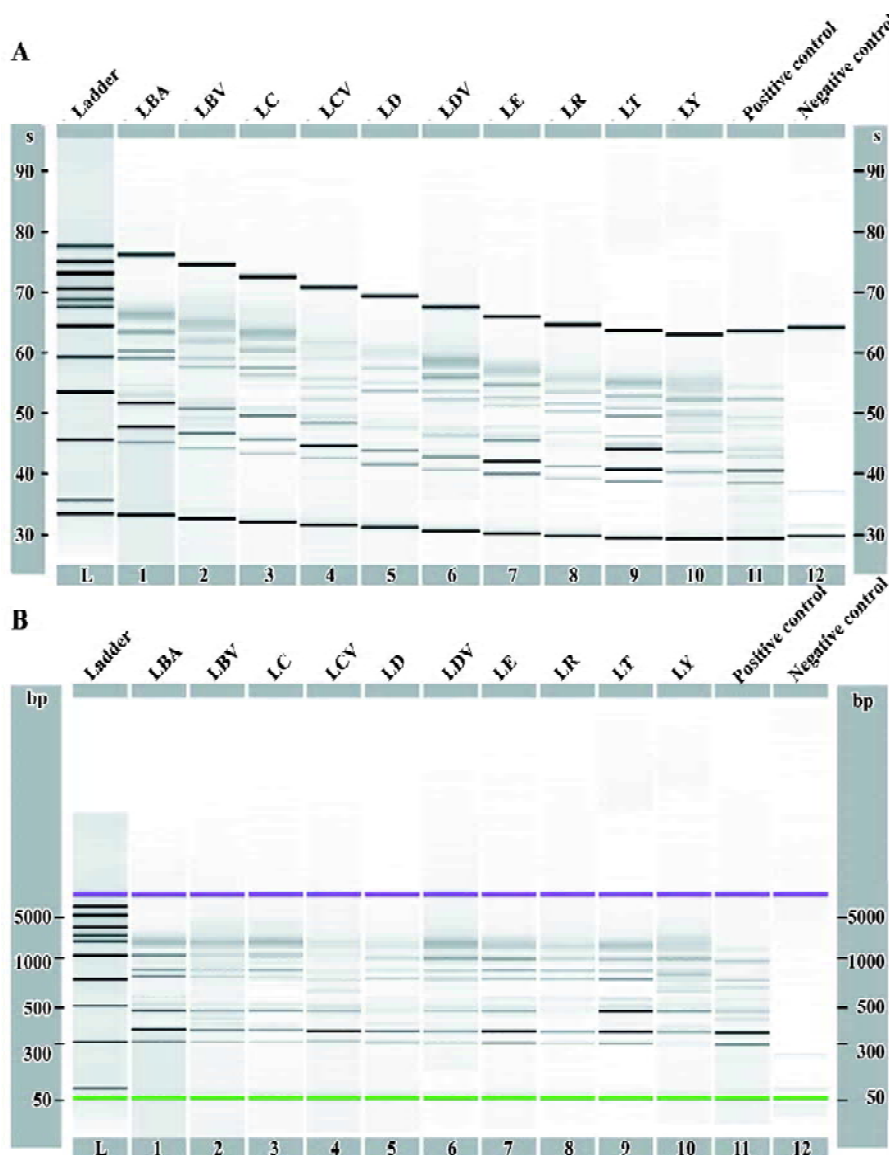 A
Ladder LBA LBV LC LCV LD LDV LE LR LT LY Positive control Negative control
s s
90 90
80 80
70 70
60 60
50 50
40 40
30 30
L 1 2 3 4 5 6 7 8 9 10 11 12
B
Ladder LBA LBV LC LCV LD LDV LE LR LT LY Positive control Negative control
bp bp
5000 5000
1000 1000
500 500
300 300
50 50
L 1 2 3 4 5 6 7 8 9 10 11 12